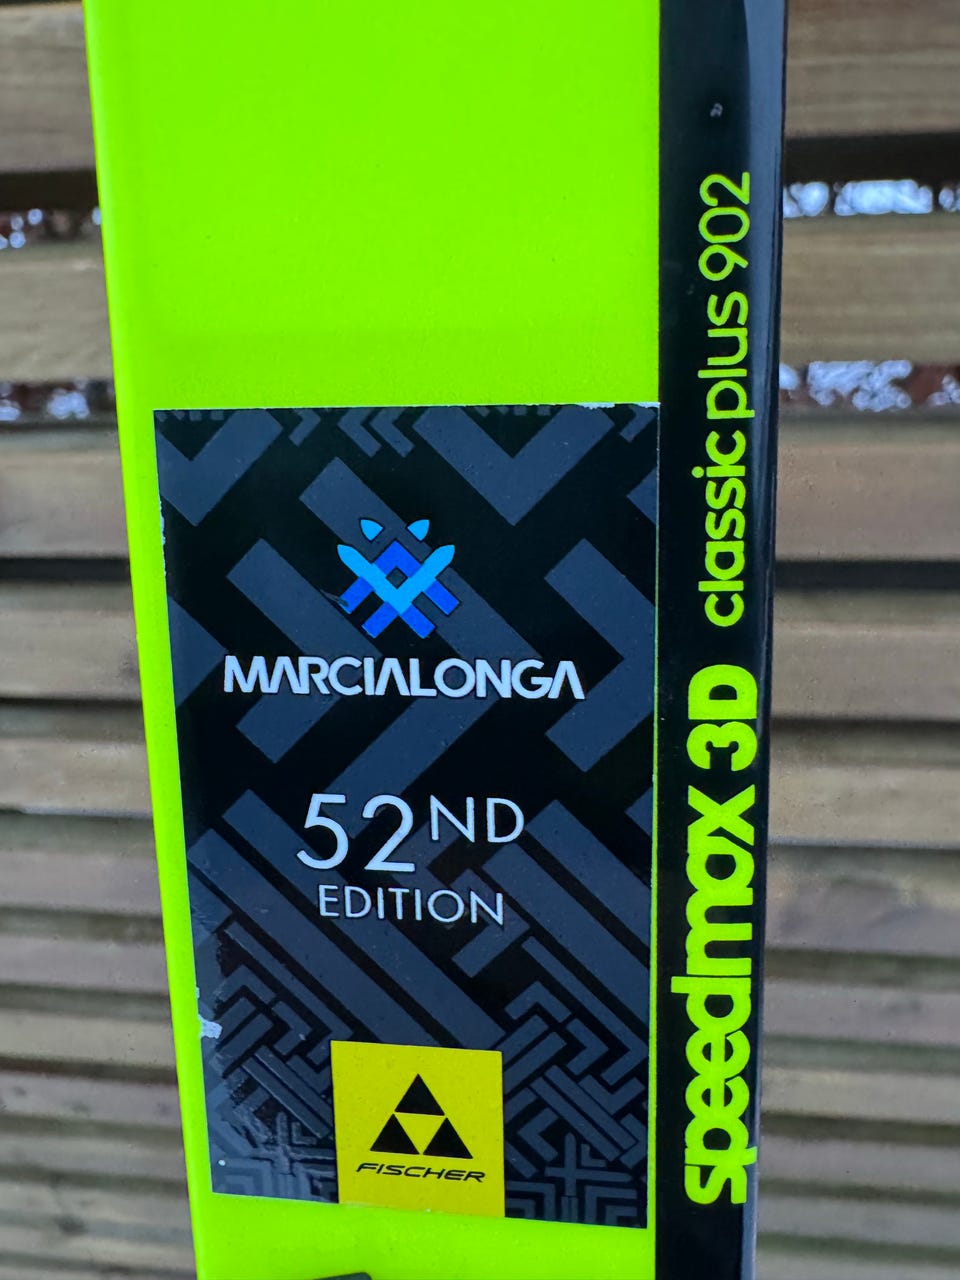 MARCIALONGA
52ND
EDITION
FISCHER
speedmax 3D classic plus 902